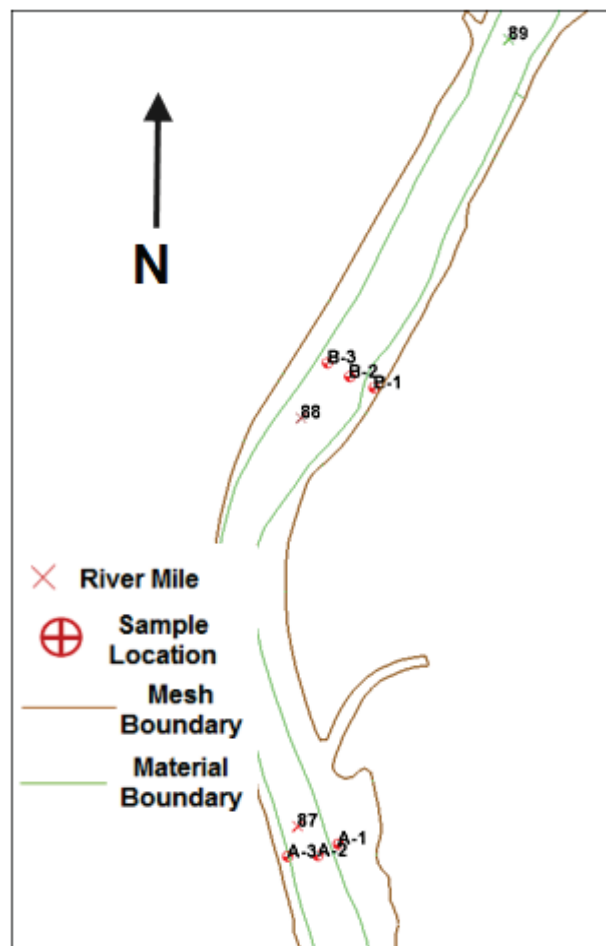 89
N
B-3
B-2
B-1
88
River Mile
Sample
Location
Mesh
Boundary
Material
Boundary
87
A-1
A-3
A-2